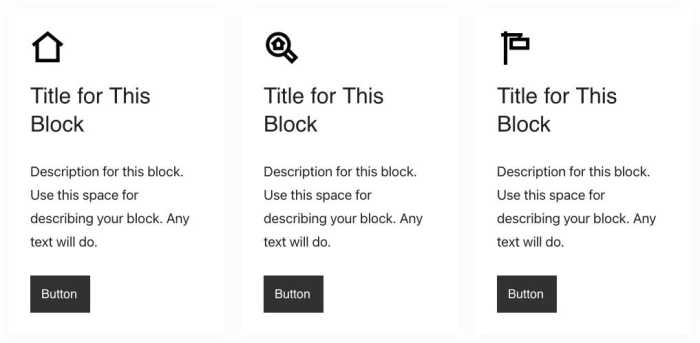 Title for This
Block
Description for this block.
Use this space for
describing your block. Any
text will do.
Button
Title for This
Block
Description for this block.
Use this space for
describing your block. Any
text will do.
Button
Title for This
Block
Description for this block.
Use this space for
describing your block. Any
text will do.
Button